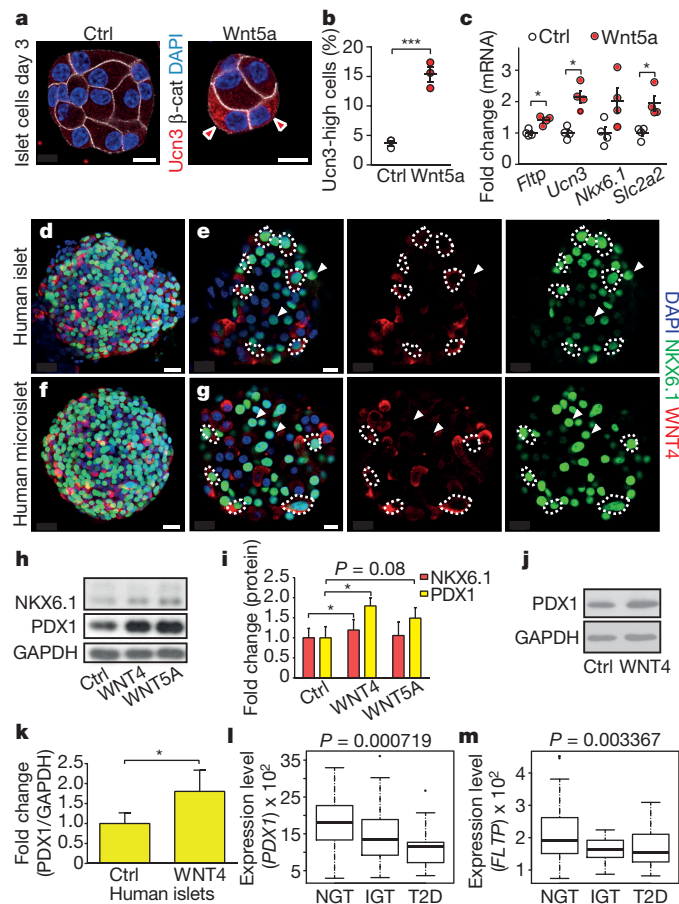 a
Ctrl
Wnt5a
Islet cells day 3
Ucn3 β-cat DAPI
b
Ucn3-high cells (%)
20
15
10
5
0
***
Ctrl Wnt5a
c
Ctrl Wnt5a
Fold change (mRNA)
3
2
1
0
*
*
*
Fltp
Ucn3
Nkx6.1
Slc2a2
d
e
Human islet
f
g
Human microislet
DAPI NKX6.1 WNT4
h
NKX6.1
PDX1
GAPDH
Ctrl
WNT4
WNT5A
i
P = 0.08
NKX6.1
PDX1
*
*
Fold change (protein)
2.5
2.0
1.5
1.0
0.5
0
Ctrl
WNT4
WNT5A
j
PDX1
GAPDH
Ctrl WNT4
k
Fold change
(PDX1/GAPDH)
2.5
2.0
1.5
1.0
0.5
0
*
Ctrl WNT4
Human islets
l
P = 0.000719
Expression level
(PDX1) x 10²
35
25
15
5
NGT IGT T2D
m
P = 0.003367
Expression level
(FLTP) x 10²
4
3
2
1
NGT IGT T2D